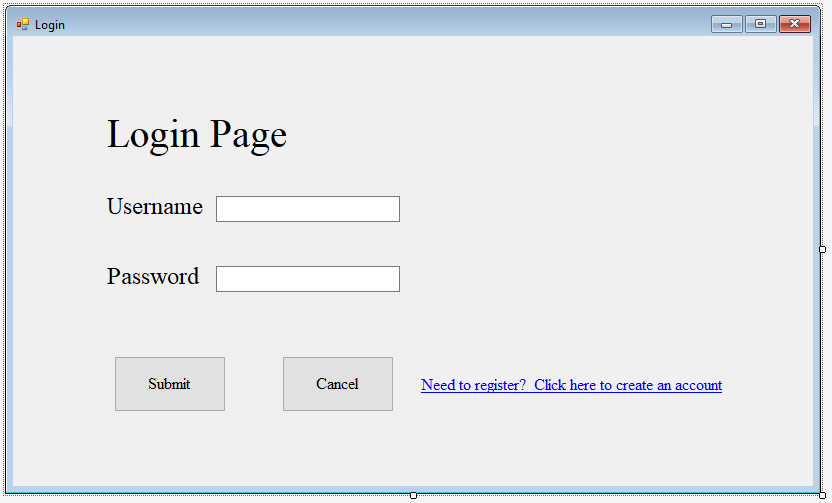 Login
Login Page
Username
Password
Submit
Cancel
Need to register?  Click here to create an account